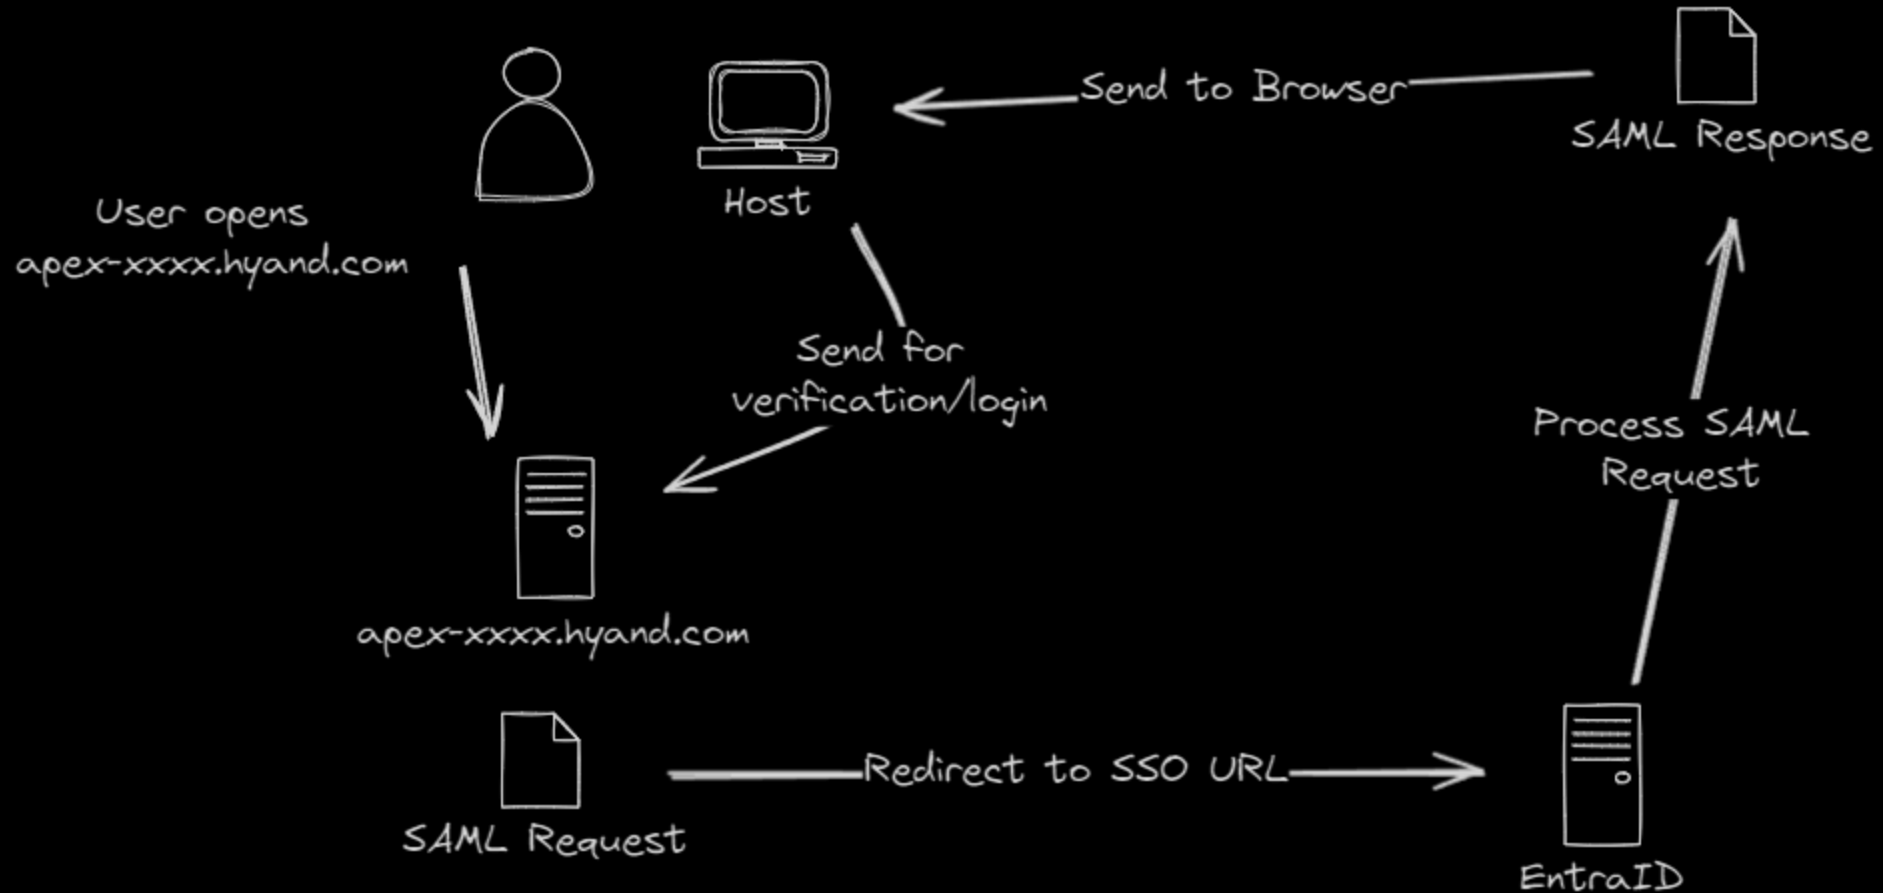 Send to Browser
SAML Response
Host
User opens
apex-xxxx.hyand.com
Send for
verification/login
Process SAML
Request
apex-xxxx.hyand.com
Redirect to SSO URL
SAML Request
EntraID